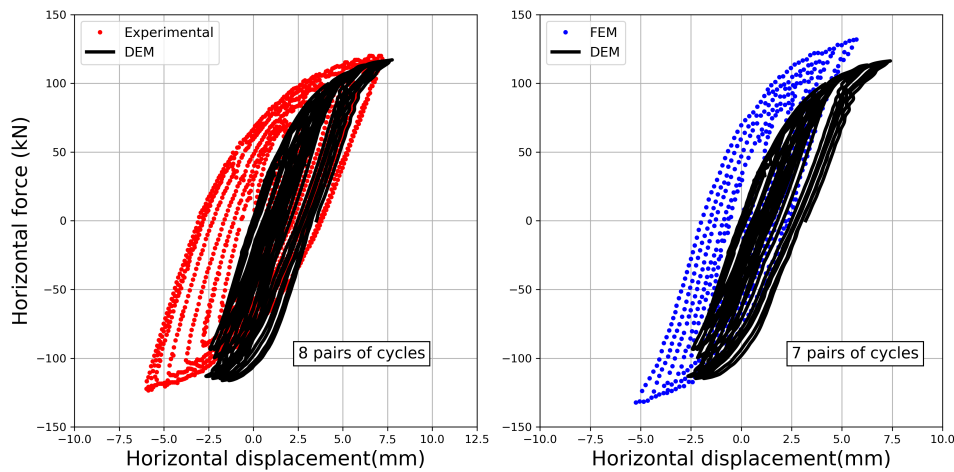 Experimental
DEM
8 pairs of cycles
150
100
50
0
−50
−100
−150
−10.0 −7.5 −5.0 −2.5 0.0 2.5 5.0 7.5 10.0 12.5
Horizontal force (kN)
Horizontal displacement(mm)
FEM
DEM
7 pairs of cycles
150
100
50
0
−50
−100
−150
−10.0 −7.5 −5.0 −2.5 0.0 2.5 5.0 7.5 10.0
Horizontal displacement(mm)